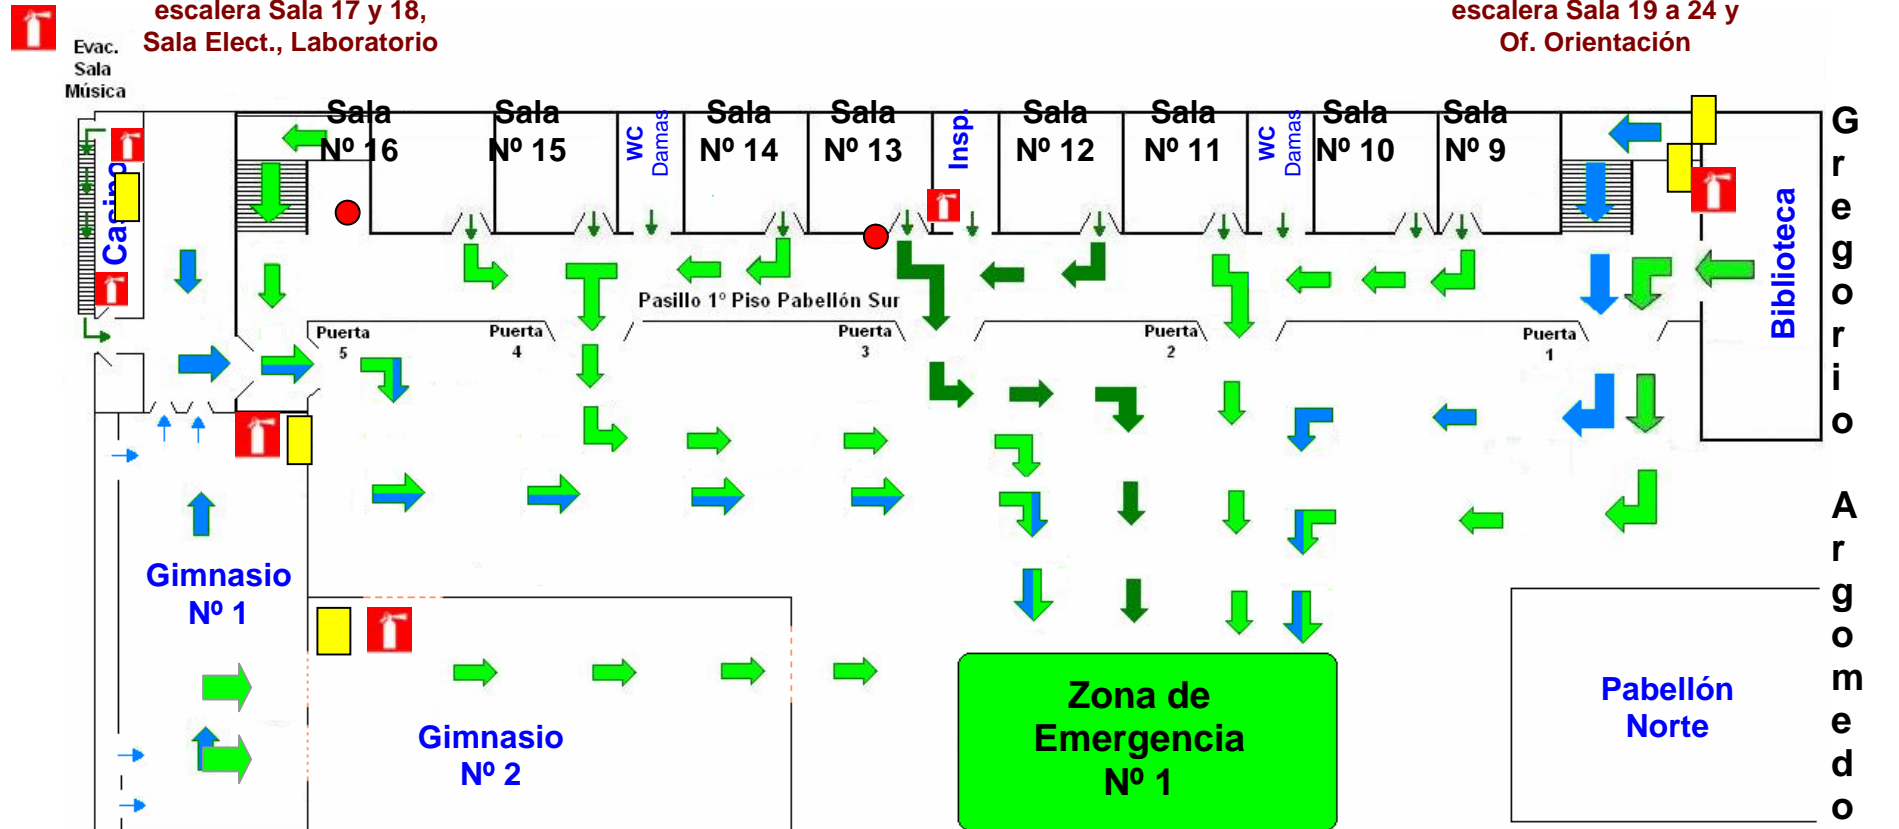 escalera Sala 17 y 18,
Sala Elect., Laboratorio
escalera Sala 19 a 24 y
Of. Orientación
Evac.
Sala
Música
Casino
Sala
Nº 16
Sala
Nº 15
WC
Damas
Sala
Nº 14
Sala
Nº 13
Insp.
Sala
Nº 12
Sala
Nº 11
WC
Damas
Sala
Nº 10
Sala
Nº 9
Biblioteca
Gregorio Argomedo
Pasillo 1º Piso Pabellón Sur
Puerta
5
Puerta
4
Puerta
3
Puerta
2
Puerta
1
Gimnasio
Nº 1
Gimnasio
Nº 2
Zona de
Emergencia
Nº 1
Pabellón
Norte